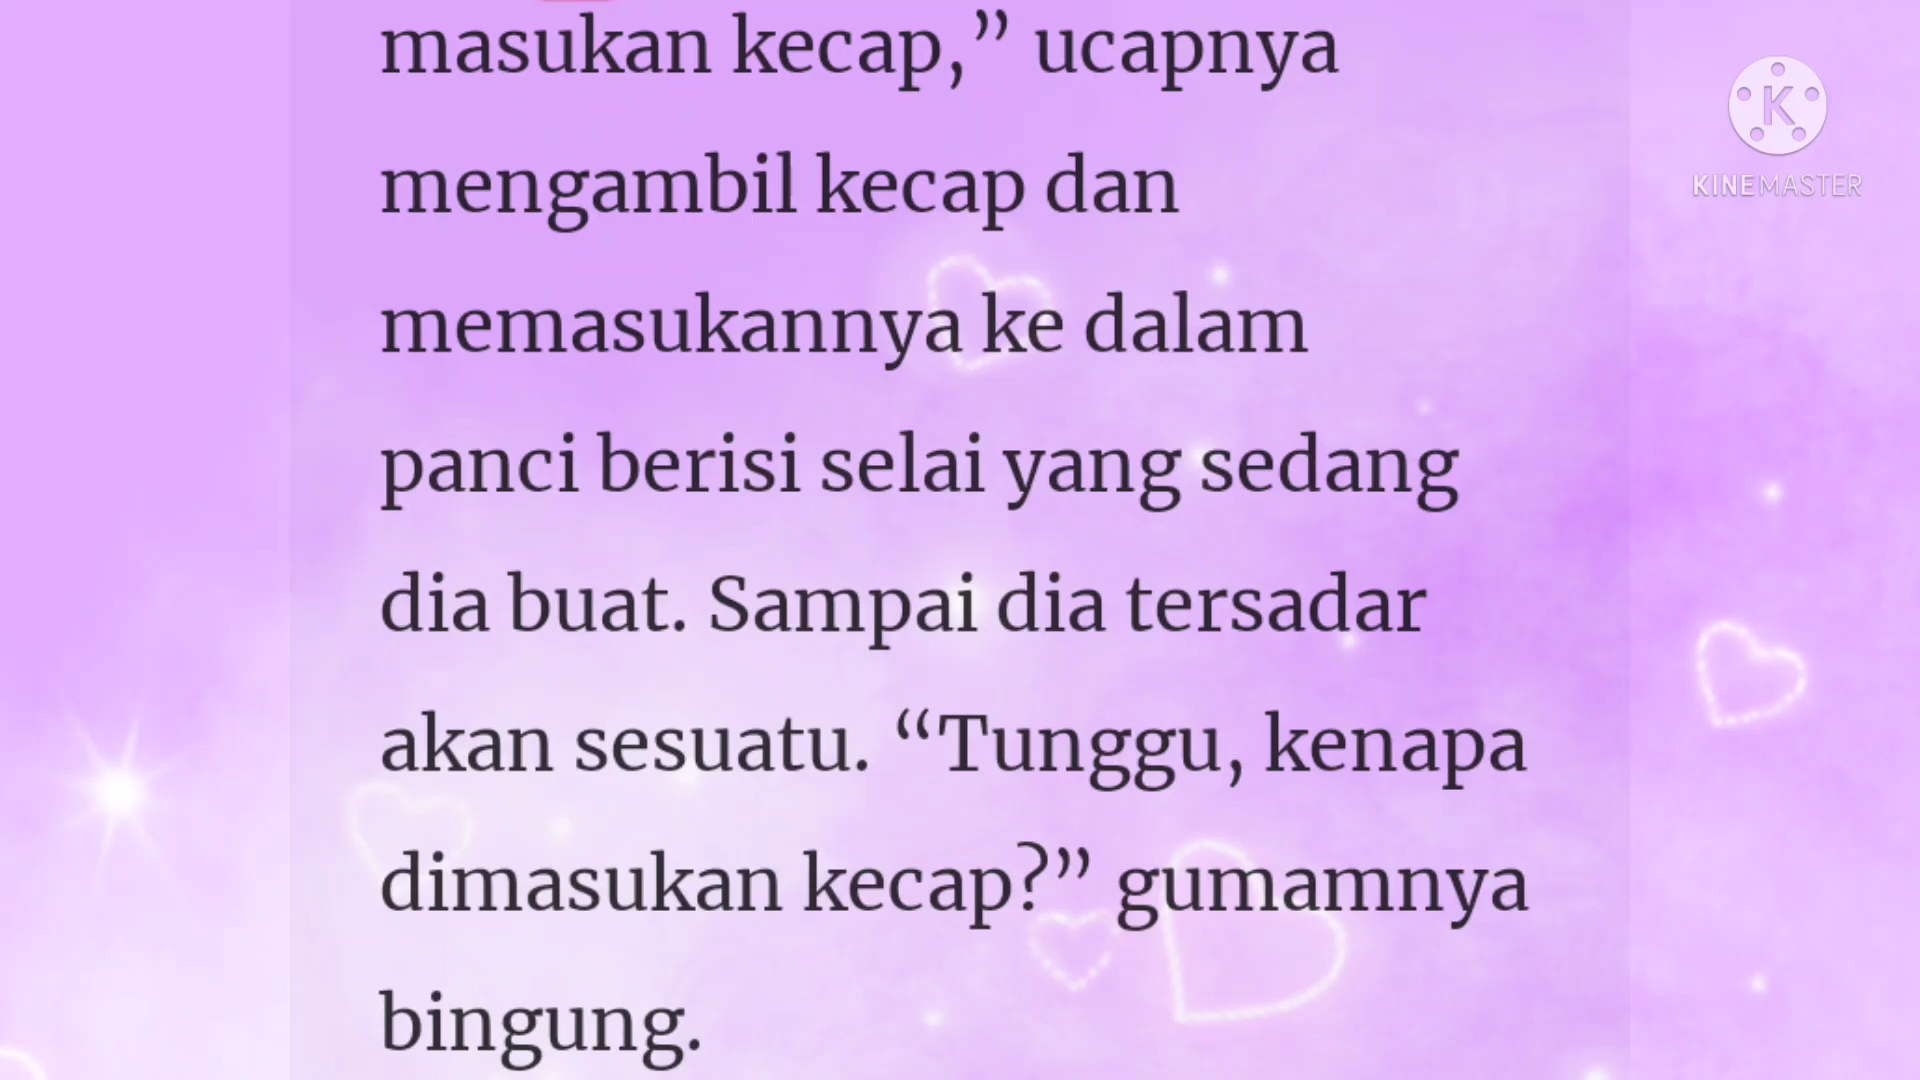 masukan kecap,” ucapnya
mengambil kecap dan
memasukannya ke dalam
panci berisi selai yang sedang
dia buat. Sampai dia tersadar
akan sesuatu. “Tunggu, kenapa
dimasukan kecap?” gumamnya
bingung.
K
KINEMASTER